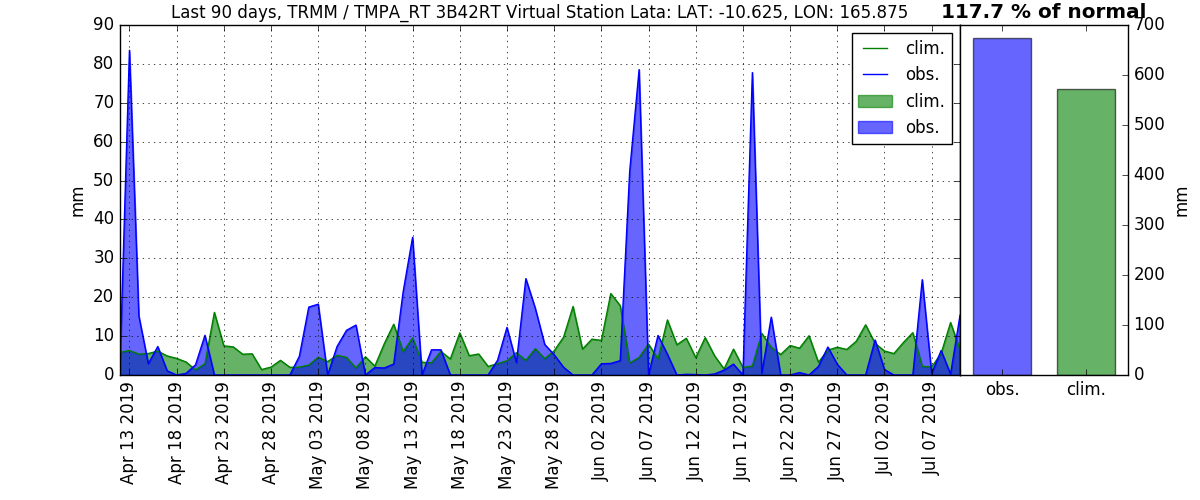 Last 90 days, TRMM / TMPA_RT 3B42RT Virtual Station Lata: LAT: -10.625, LON: 165.875
117.7 % of normal
90
80
70
60
50
40
30
20
10
0
mm
clim.
obs.
clim.
obs.
700
600
500
400
300
200
100
0
mm
obs.
clim.
Apr 13 2019
Apr 18 2019
Apr 23 2019
Apr 28 2019
May 03 2019
May 08 2019
May 13 2019
May 18 2019
May 23 2019
May 28 2019
Jun 02 2019
Jun 07 2019
Jun 12 2019
Jun 17 2019
Jun 22 2019
Jun 27 2019
Jul 02 2019
Jul 07 2019